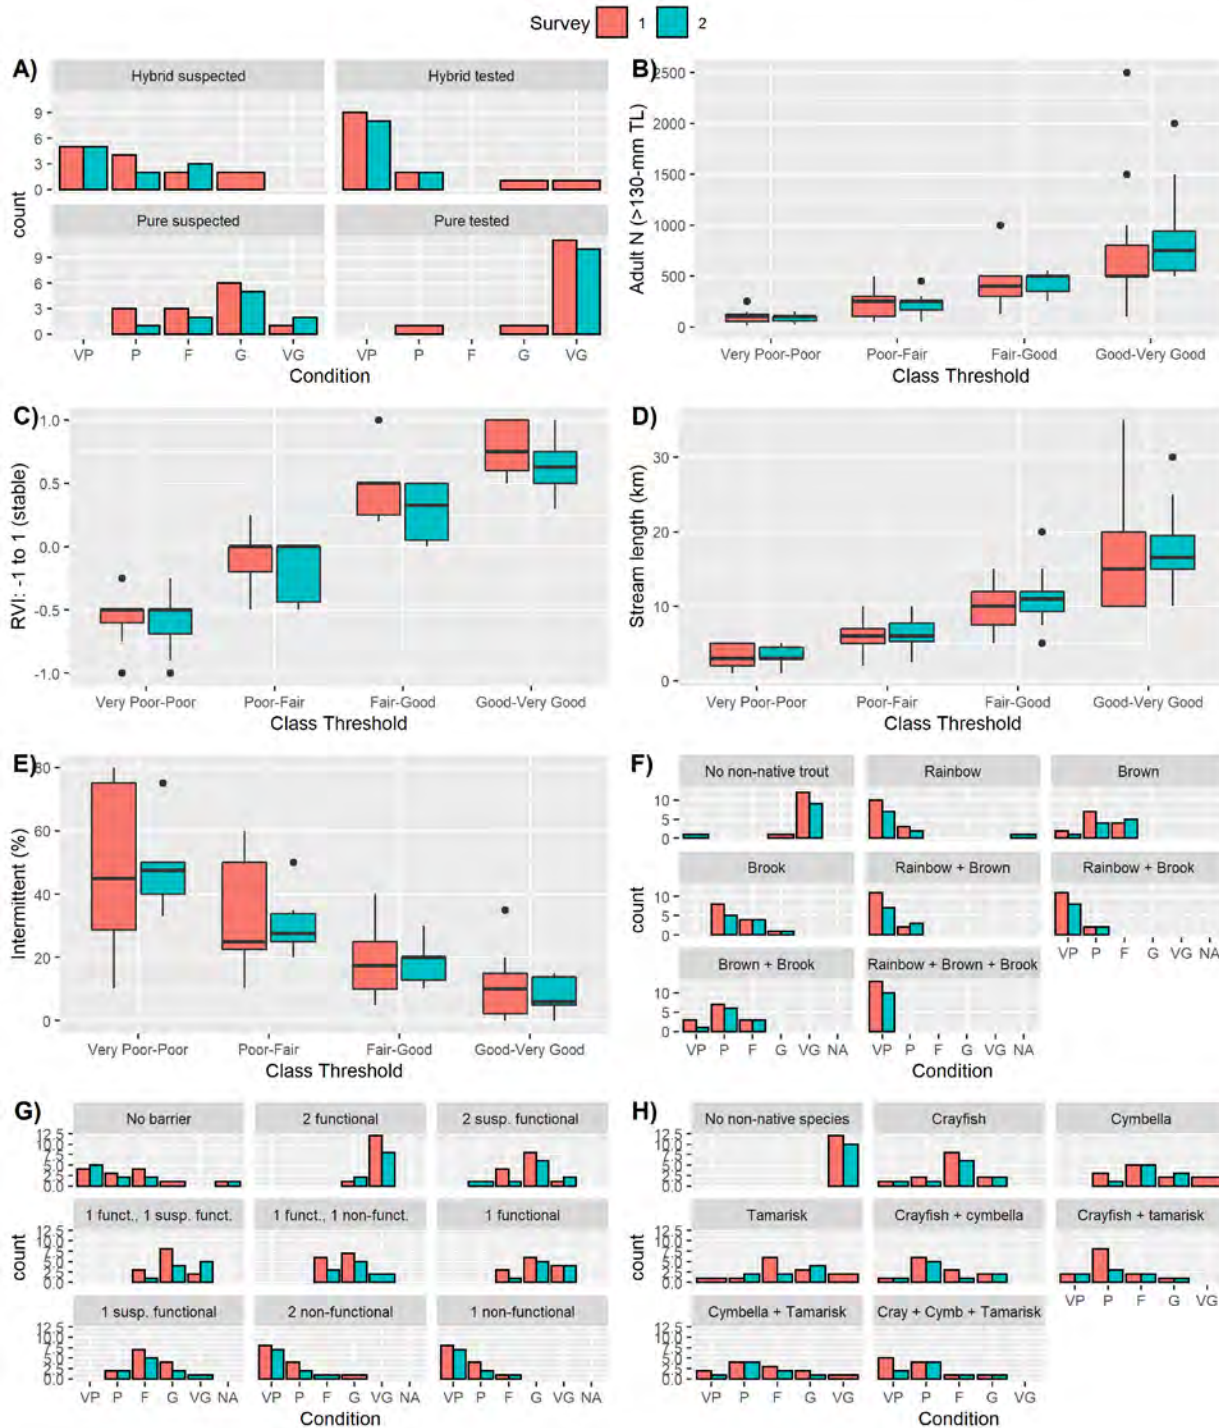 Survey 1 2
A)
Hybrid suspected Hybrid tested
9
6
3
0
Pure suspected Pure tested
9
6
3
0
count
VP P F G VG VP P F G VG
Condition
B)
2500
2000
1500
1000
500
0
Adult N (>130-mm TL)
Very Poor-Poor Poor-Fair Fair-Good Good-Very Good
Class Threshold
C)
1.0
0.5
0.0
-0.5
-1.0
RVI: -1 to 1 (stable)
Very Poor-Poor Poor-Fair Fair-Good Good-Very Good
Class Threshold
D)
30
20
10
0
Stream length (km)
Very Poor-Poor Poor-Fair Fair-Good Good-Very Good
Class Threshold
E)
80
60
40
20
0
Intermittent (%)
Very Poor-Poor Poor-Fair Fair-Good Good-Very Good
Class Threshold
F)
No non-native trout Rainbow Brown
10
5
0
Brook Rainbow + Brown Rainbow + Brook
10
5
0
count
VP P F G VG NA
Brown + Brook Rainbow + Brown + Brook
10
5
0
VP P F G VG NA VP P F G VG NA
Condition
G)
No barrier 2 functional 2 susp. functional
12.5
10.0
7.5
5.0
2.5
0.0
1 funct., 1 susp. funct. 1 funct., 1 non-funct. 1 functional
12.5
10.0
7.5
5.0
2.5
0.0
count
1 susp. functional 2 non-functional 1 non-functional
12.5
10.0
7.5
5.0
2.5
0.0
VP P F G VG NA VP P F G VG NA VP P F G VG NA
Condition
H)
No non-native species Crayfish Cymbella
12.5
10.0
7.5
5.0
2.5
0.0
Tamarisk Crayfish + cymbella Crayfish + tamarisk
12.5
10.0
7.5
5.0
2.5
0.0
count
VP P F G VG
Cymbella + Tamarisk Cray + Cymb + Tamarisk
12.5
10.0
7.5
5.0
2.5
0.0
VP P F G VG VP P F G VG
Condition